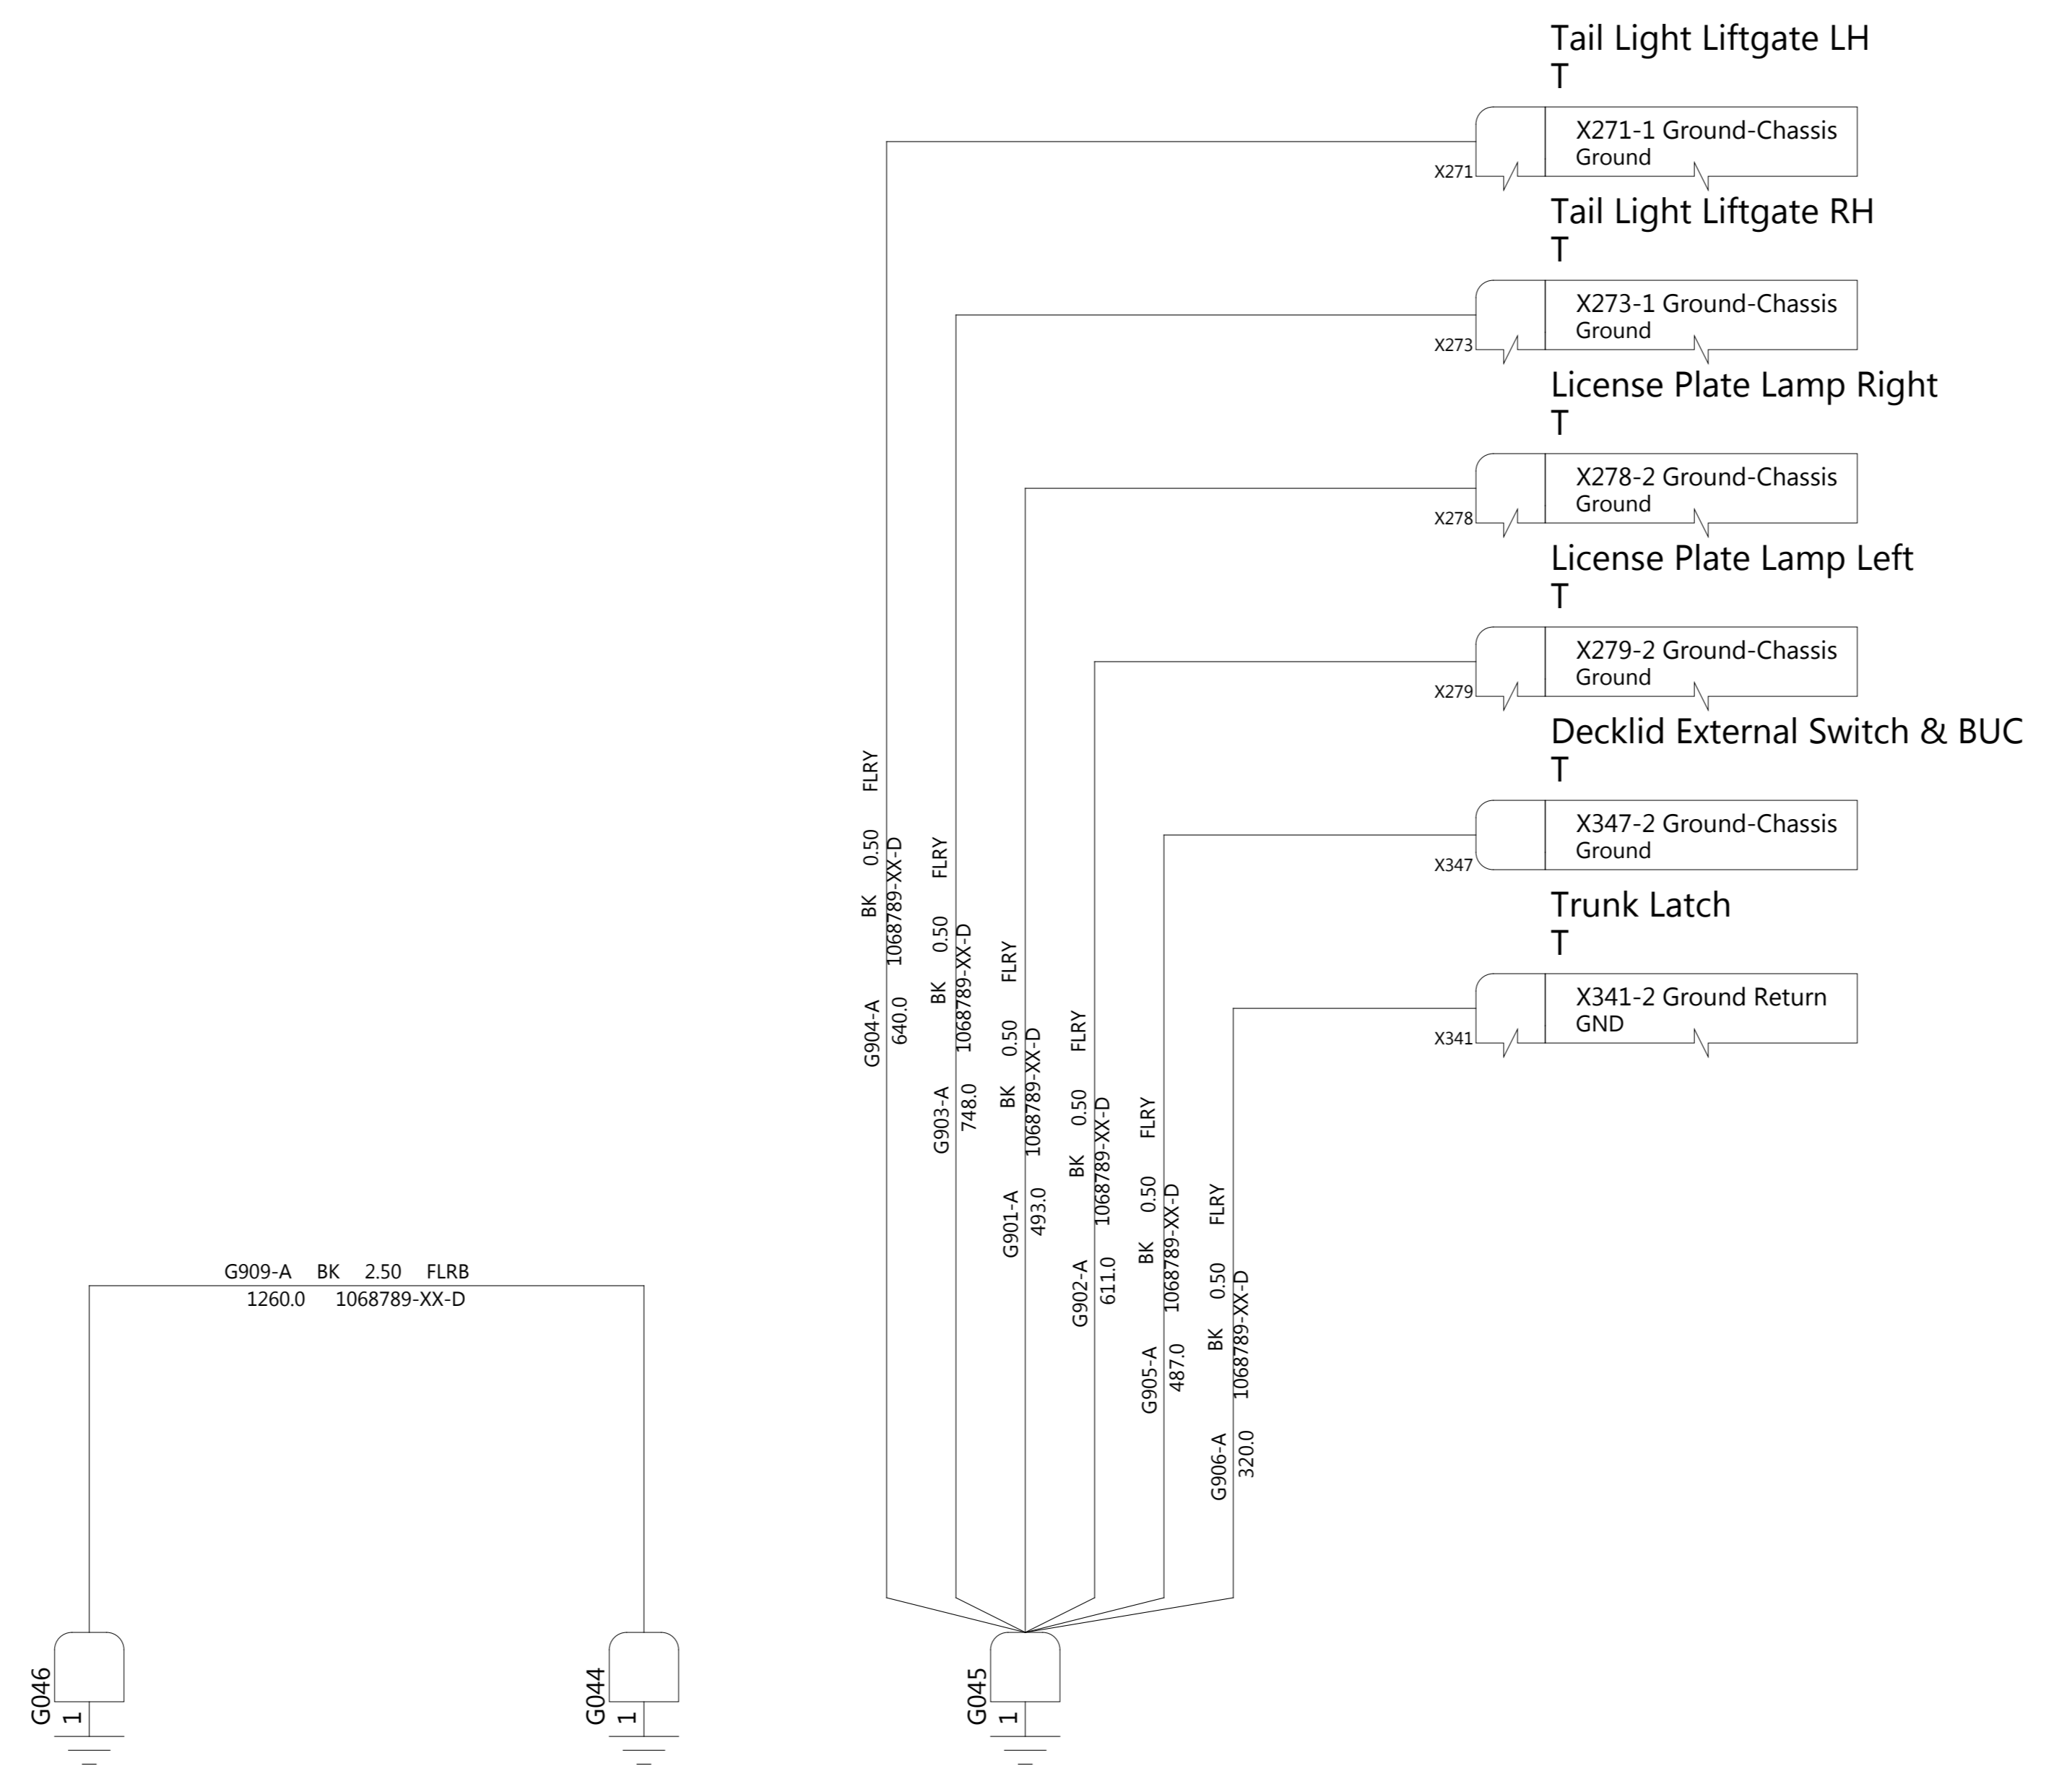 Tail Light Liftgate LH
T
X271-1 Ground-Chassis
Ground
X271
Tail Light Liftgate RH
T
X273-1 Ground-Chassis
Ground
X273
License Plate Lamp Right
T
X278-2 Ground-Chassis
Ground
X278
License Plate Lamp Left
T
X279-2 Ground-Chassis
Ground
X279
Decklid External Switch & BUC
T
X347-2 Ground-Chassis
Ground
X347
Trunk Latch
T
X341-2 Ground Return
GND
X341
G904-A BK 0.50 FLRY
640.0 1068789-XX-D
G903-A BK 0.50 FLRY
748.0 1068789-XX-D
G901-A BK 0.50 FLRY
493.0 1068789-XX-D
G902-A BK 0.50 FLRY
611.0 1068789-XX-D
G905-A BK 0.50 FLRY
487.0 1068789-XX-D
G906-A BK 0.50 FLRY
320.0 1068789-XX-D
G909-A BK 2.50 FLRB
1260.0 1068789-XX-D
G046
1
G044
1
G045
1